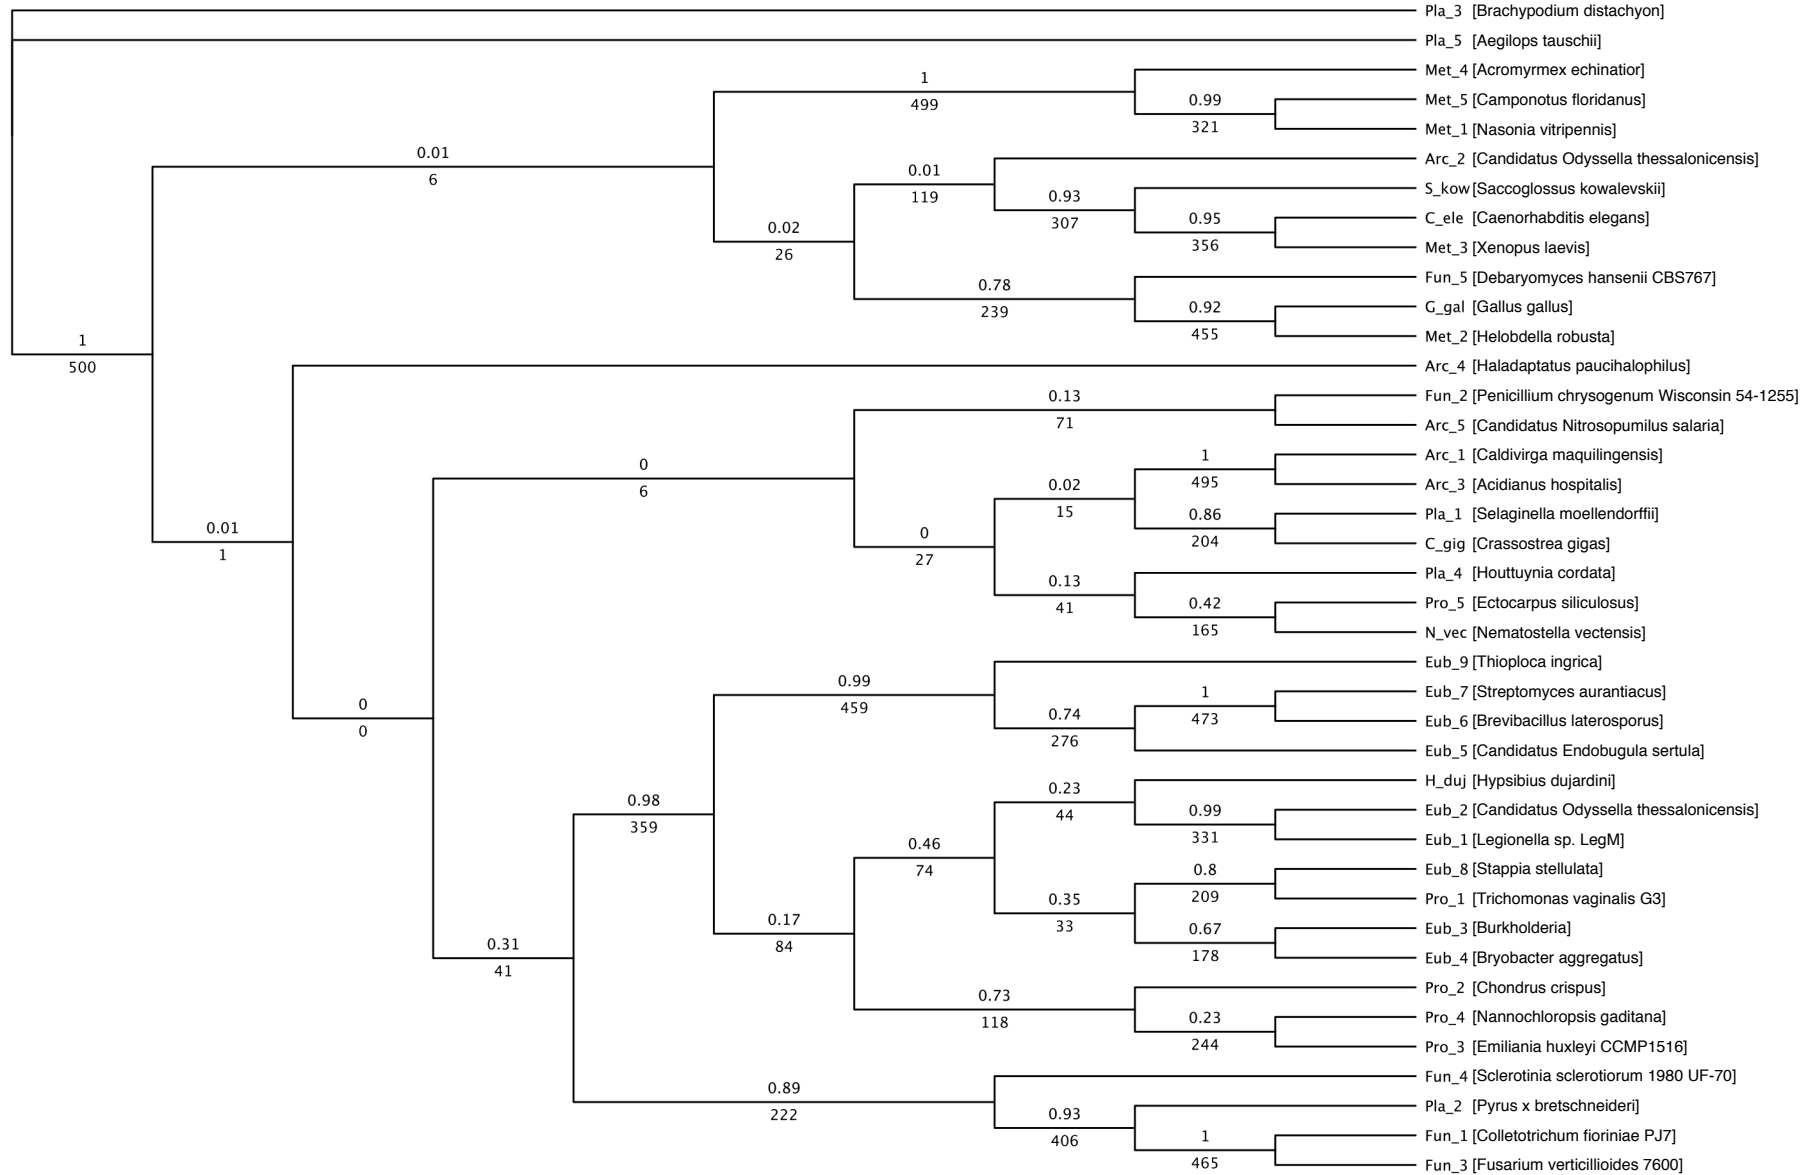 Pla_3 [Brachypodium distachyon]
Pla_5 [Aegilops tauschii]
Met_4 [Acromyrmex echinatior]
1
499
Met_5 [Camponotus floridanus]
0.99
321
Met_1 [Nasonia vitripennis]
0.01
6
Arc_2 [Candidatus Odyssella thessalonicensis]
0.01
119
S_kow [Saccoglossus kowalevskii]
0.93
307
C_ele [Caenorhabditis elegans]
0.95
356
0.02
26
Met_3 [Xenopus laevis]
Fun_5 [Debaryomyces hansenii CBS767]
0.78
239
G_gal [Gallus gallus]
0.92
455
Met_2 [Helobdella robusta]
1
500
Arc_4 [Haladaptatus paucihalophilus]
Fun_2 [Penicillium chrysogenum Wisconsin 54-1255]
0.13
71
Arc_5 [Candidatus Nitrosopumilus salaria]
Arc_1 [Caldivirga maquilingensis]
1
495
0
6
Arc_3 [Acidianus hospitalis]
0.02
15
Pla_1 [Selaginella moellendorffii]
0.86
204
0.01
1
0
27
C_gig [Crassostrea gigas]
Pla_4 [Houttuynia cordata]
0.13
41
Pro_5 [Ectocarpus siliculosus]
0.42
165
N_vec [Nematostella vectensis]
Eub_9 [Thioploca ingrica]
0.99
459
Eub_7 [Streptomyces aurantiacus]
1
473
0
0
0.74
276
Eub_6 [Brevibacillus laterosporus]
Eub_5 [Candidatus Endobugula sertula]
H_duj [Hypsibius dujardini]
0.98
359
0.23
44
Eub_2 [Candidatus Odyssella thessalonicensis]
0.99
331
Eub_1 [Legionella sp. LegM]
0.46
74
Eub_8 [Stappia stellulata]
0.8
209
Pro_1 [Trichomonas vaginalis G3]
0.35
33
0.17
84
Eub_3 [Burkholderia]
0.67
178
0.31
41
Eub_4 [Bryobacter aggregatus]
Pro_2 [Chondrus crispus]
0.73
118
Pro_4 [Nannochloropsis gaditana]
0.23
244
Pro_3 [Emiliania huxleyi CCMP1516]
Fun_4 [Sclerotinia sclerotiorum 1980 UF-70]
0.89
222
Pla_2 [Pyrus x bretschneideri]
0.93
406
Fun_1 [Colletotrichum fioriniae PJ7]
1
465
Fun_3 [Fusarium verticillioides 7600]